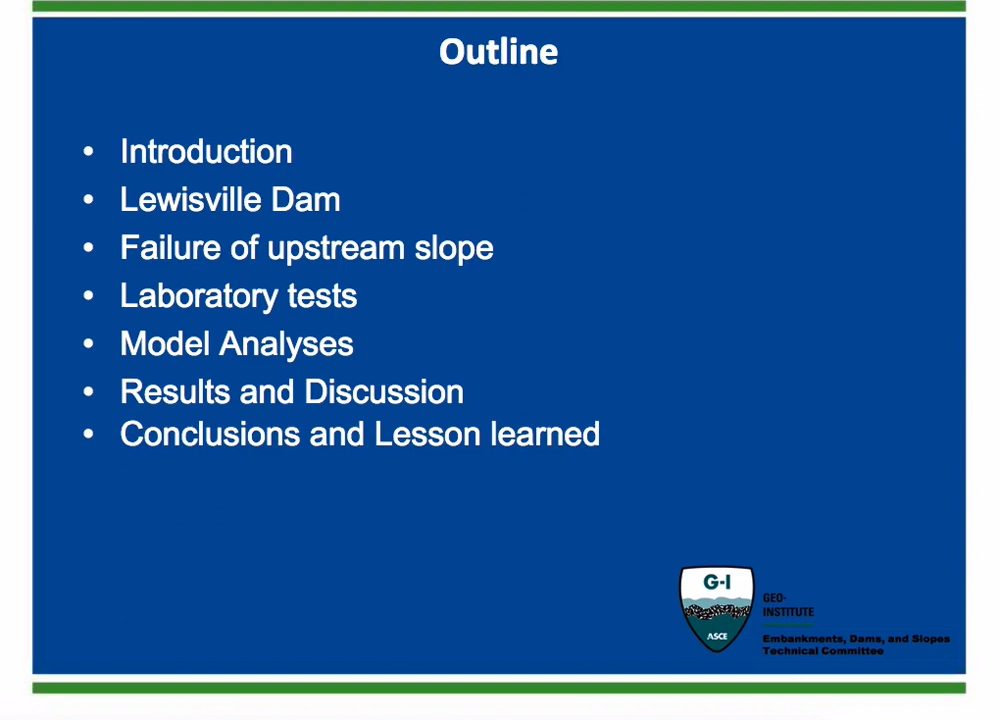 Outline
• Introduction
• Lewisville Dam
• Failure of upstream slope
• Laboratory tests
• Model Analyses
• Results and Discussion
• Conclusions and Lesson learned
G-I
ASCE
GEO-
INSTITUTE
Embankments, Dams, and Slopes
Technical Committee